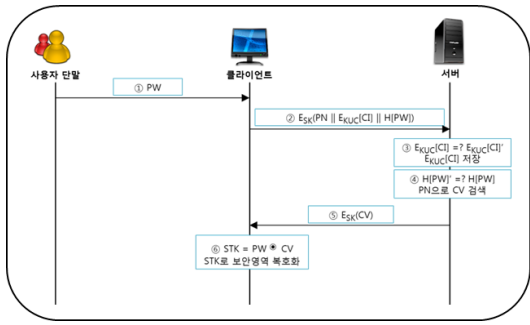 사용자 단말
클라이언트
서버
① PW
② ESK(PN || EKUC[CI] || H[PW])
③ EKUC[CI] =? EKUC[CI]′
EKUC[CI] 저장
④ H[PW]′ =? H[PW]
PN으로 CV 검색
⑤ ESK(CV)
⑥ STK = PW ⦿ CV
STK로 보안영역 복호화